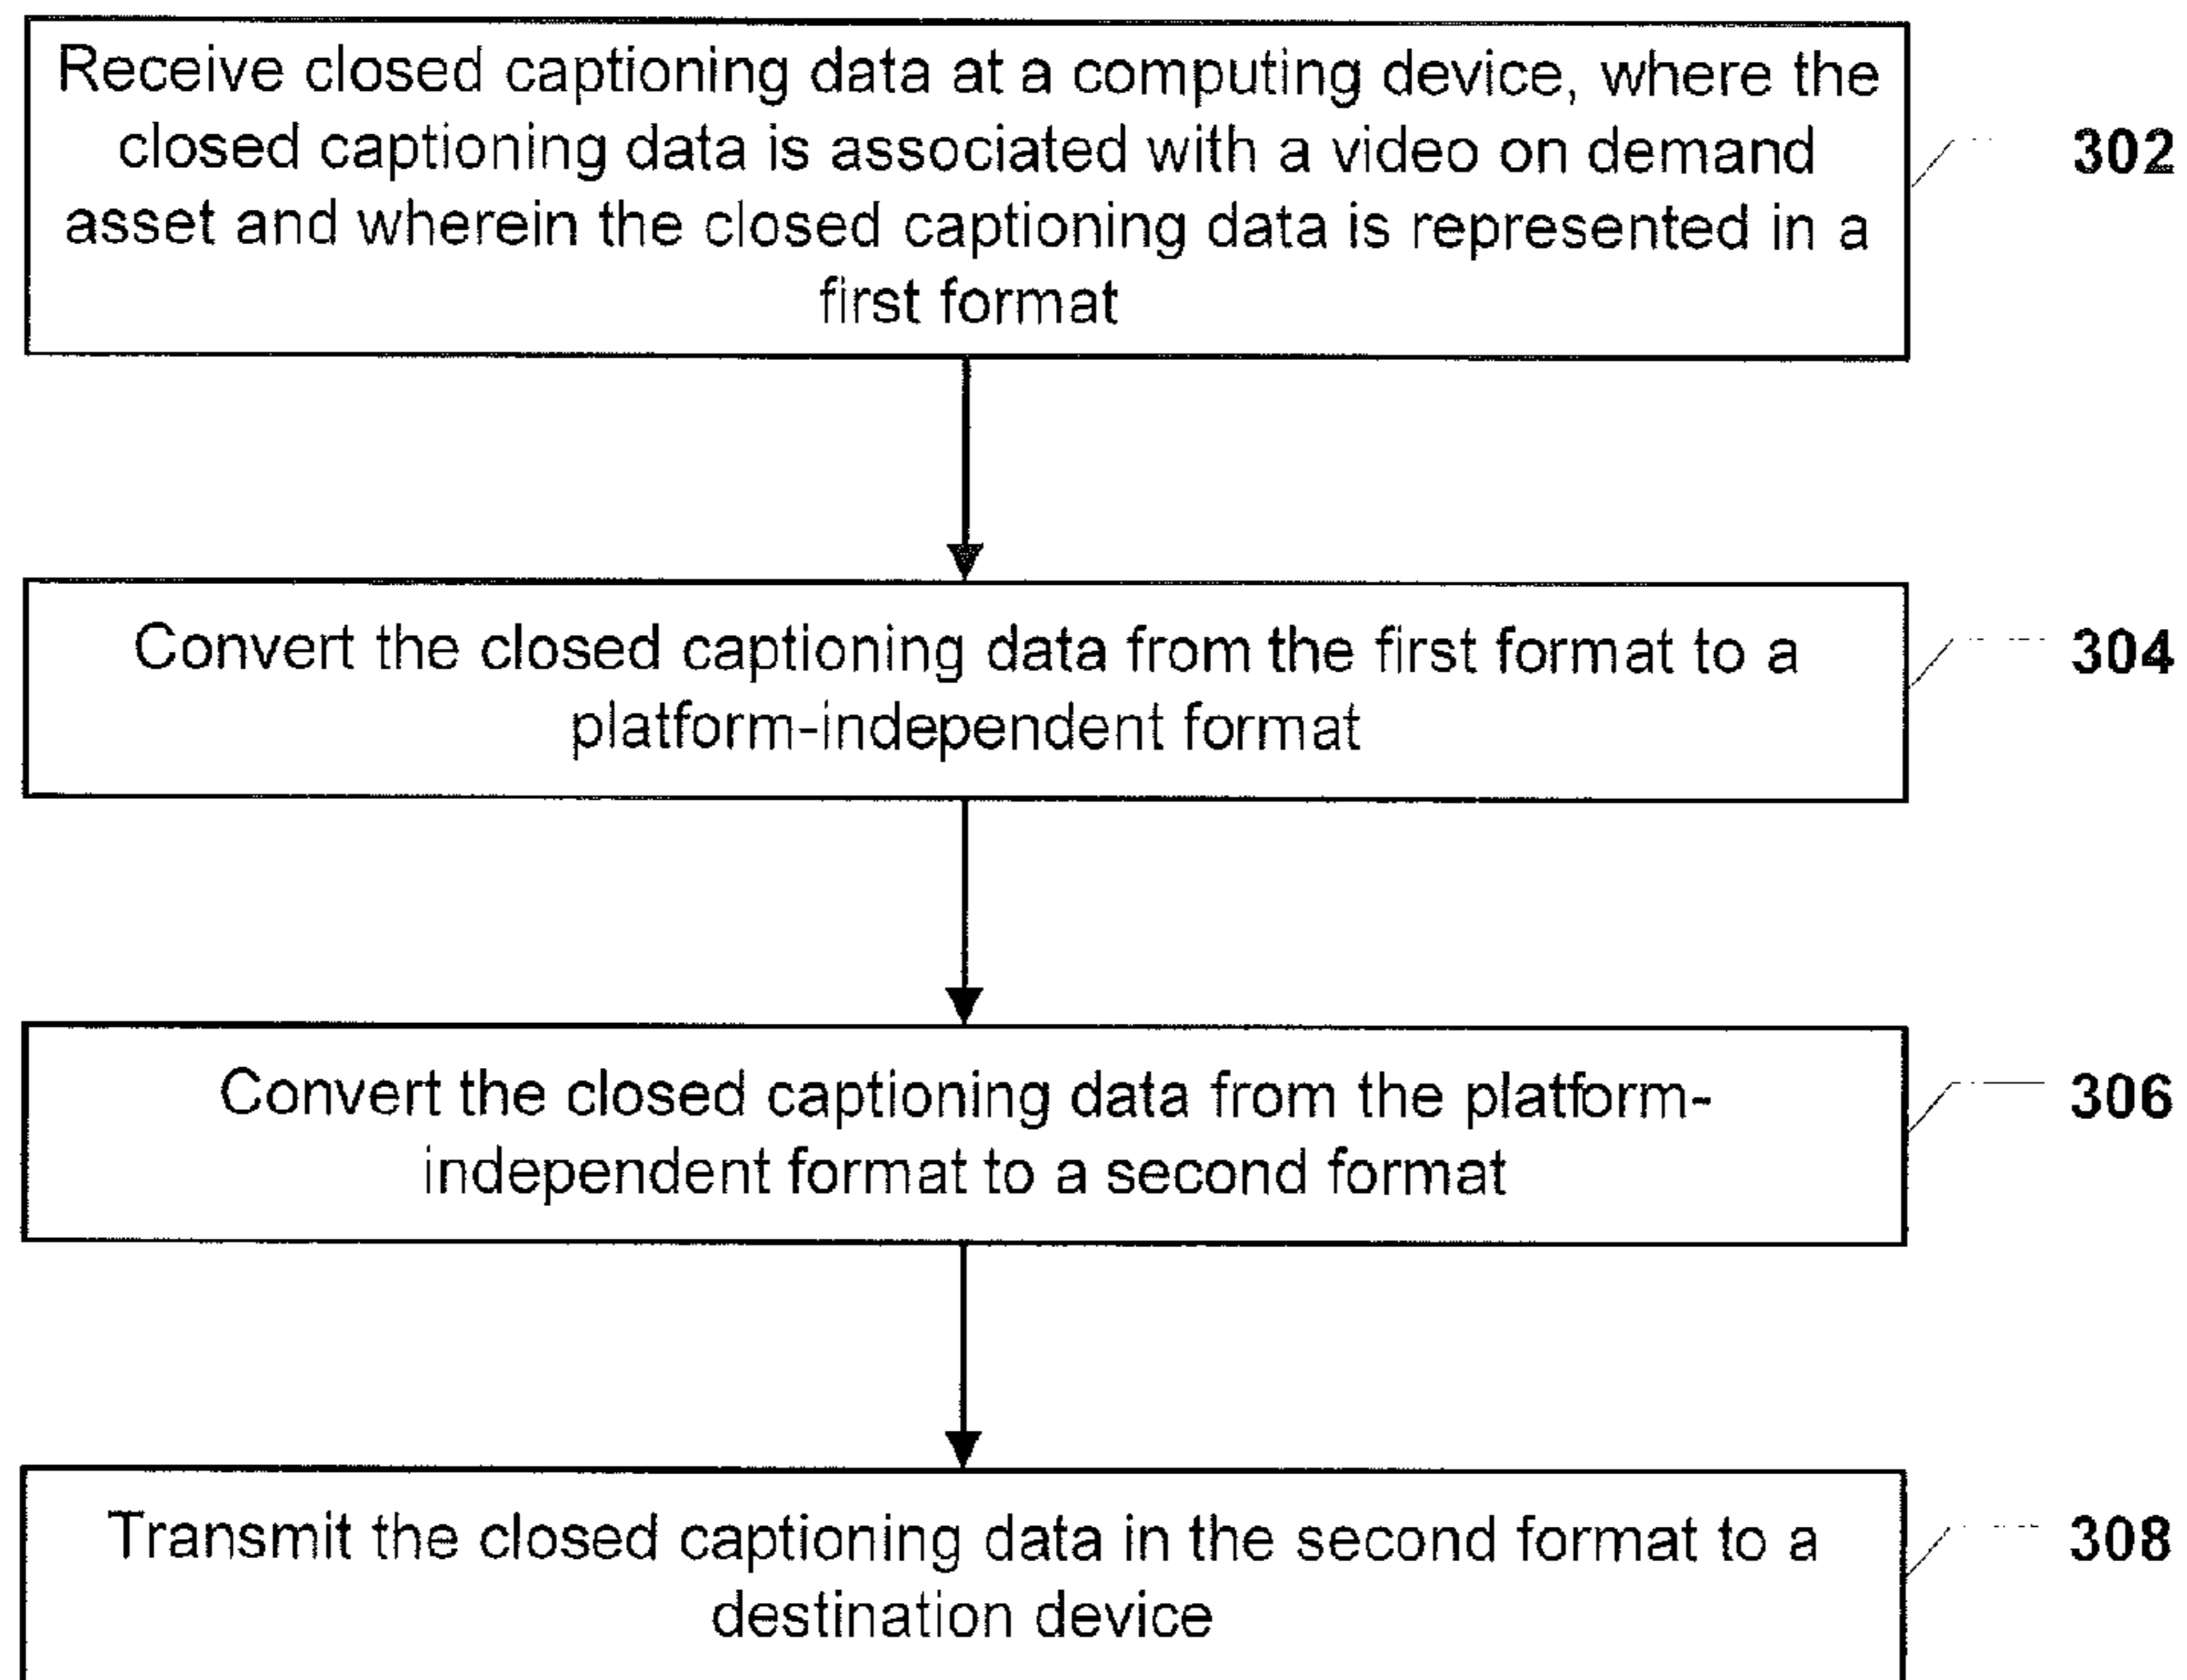 Receive closed captioning data at a computing device, where the
closed captioning data is associated with a video on demand
asset and wherein the closed captioning data is represented in a
first format
302
Convert the closed captioning data from the first format to a
platform-independent format
304
Convert the closed captioning data from the platform-
independent format to a second format
306
Transmit the closed captioning data in the second format to a
destination device
308